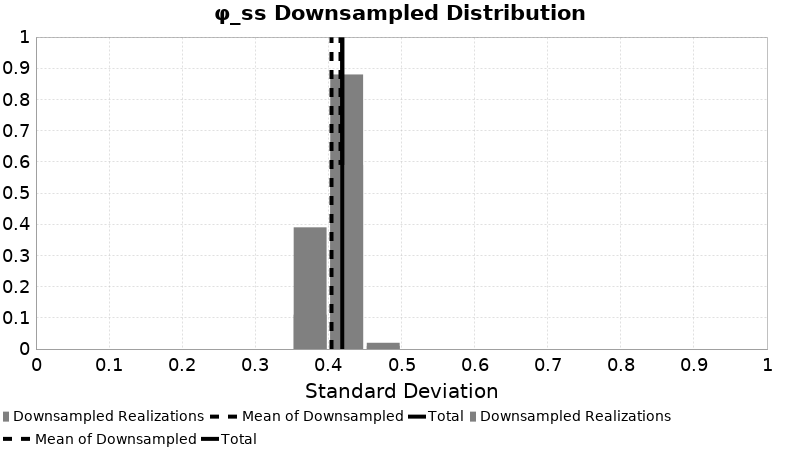 φ_ss Downsampled Distribution
1
0.9
0.8
0.7
0.6
0.5
0.4
0.3
0.2
0.1
0
0 0.1 0.2 0.3 0.4 0.5 0.6 0.7 0.8 0.9 1
Standard Deviation
Downsampled Realizations Mean of Downsampled Total Downsampled Realizations
Mean of Downsampled Total